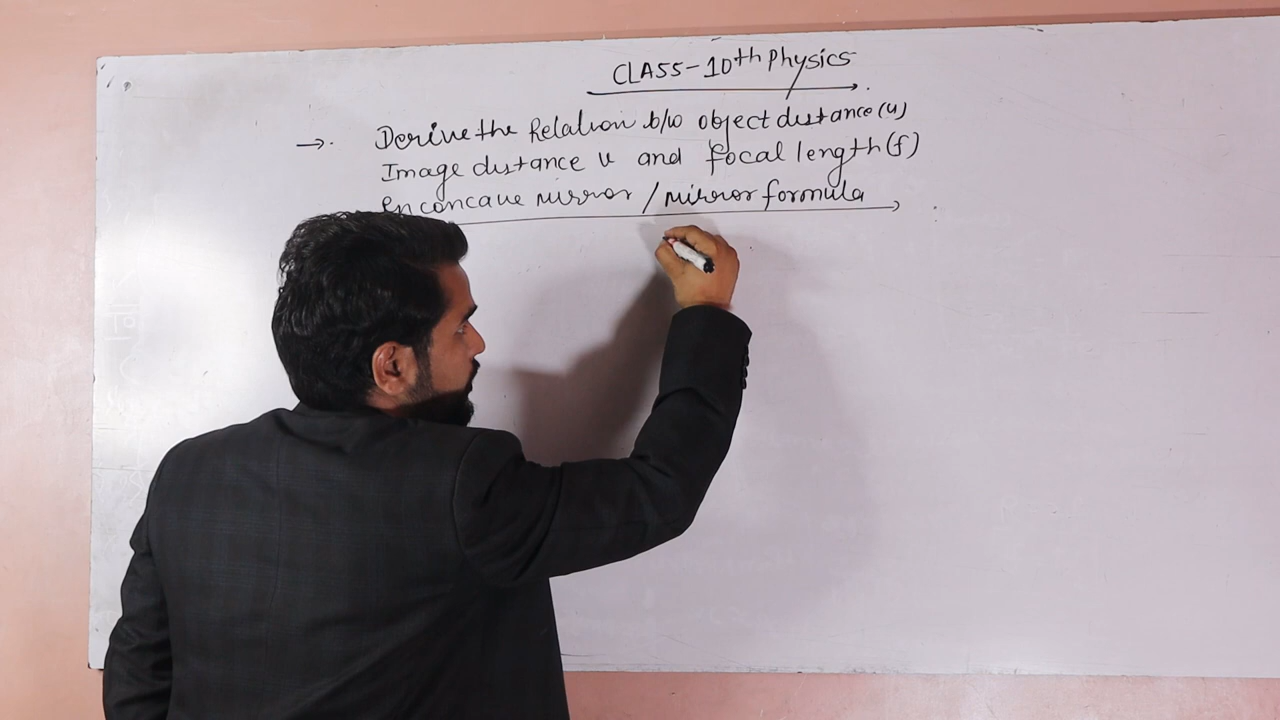 CLASS-10th Physics
→. Derive the Relation b/w object distance (u)
Image distance v and focal length (f)
in concave mirror / mirror formula